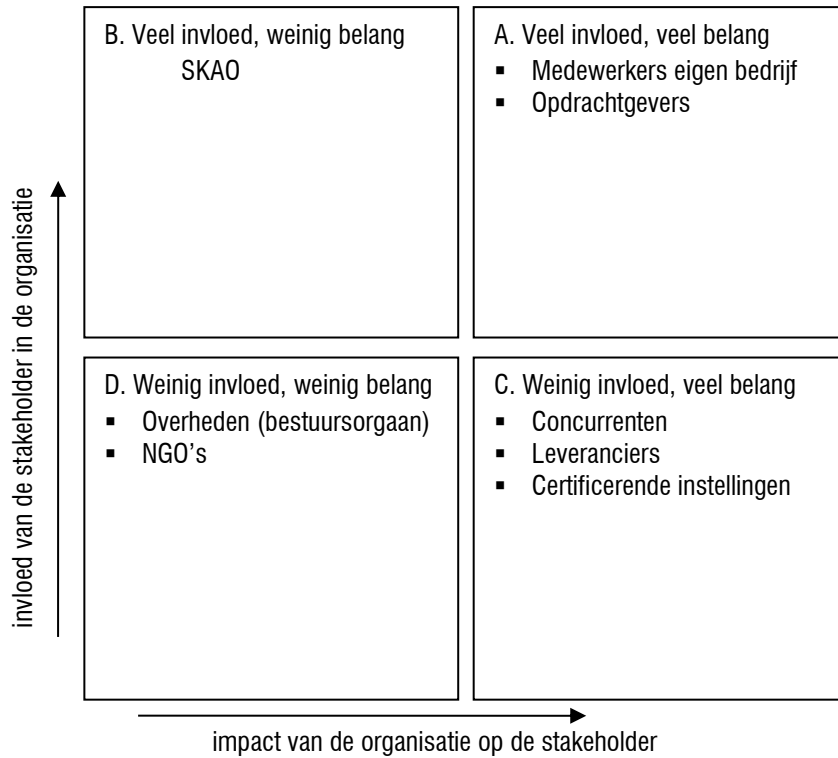 B. Veel invloed, weinig belang
SKAO
A. Veel invloed, veel belang
▪ Medewerkers eigen bedrijf
▪ Opdrachtgevers
invloed van de stakeholder in de organisatie
D. Weinig invloed, weinig belang
▪ Overheden (bestuursorgaan)
▪ NGO’s
C. Weinig invloed, veel belang
▪ Concurrenten
▪ Leveranciers
▪ Certificerende instellingen
impact van de organisatie op de stakeholder